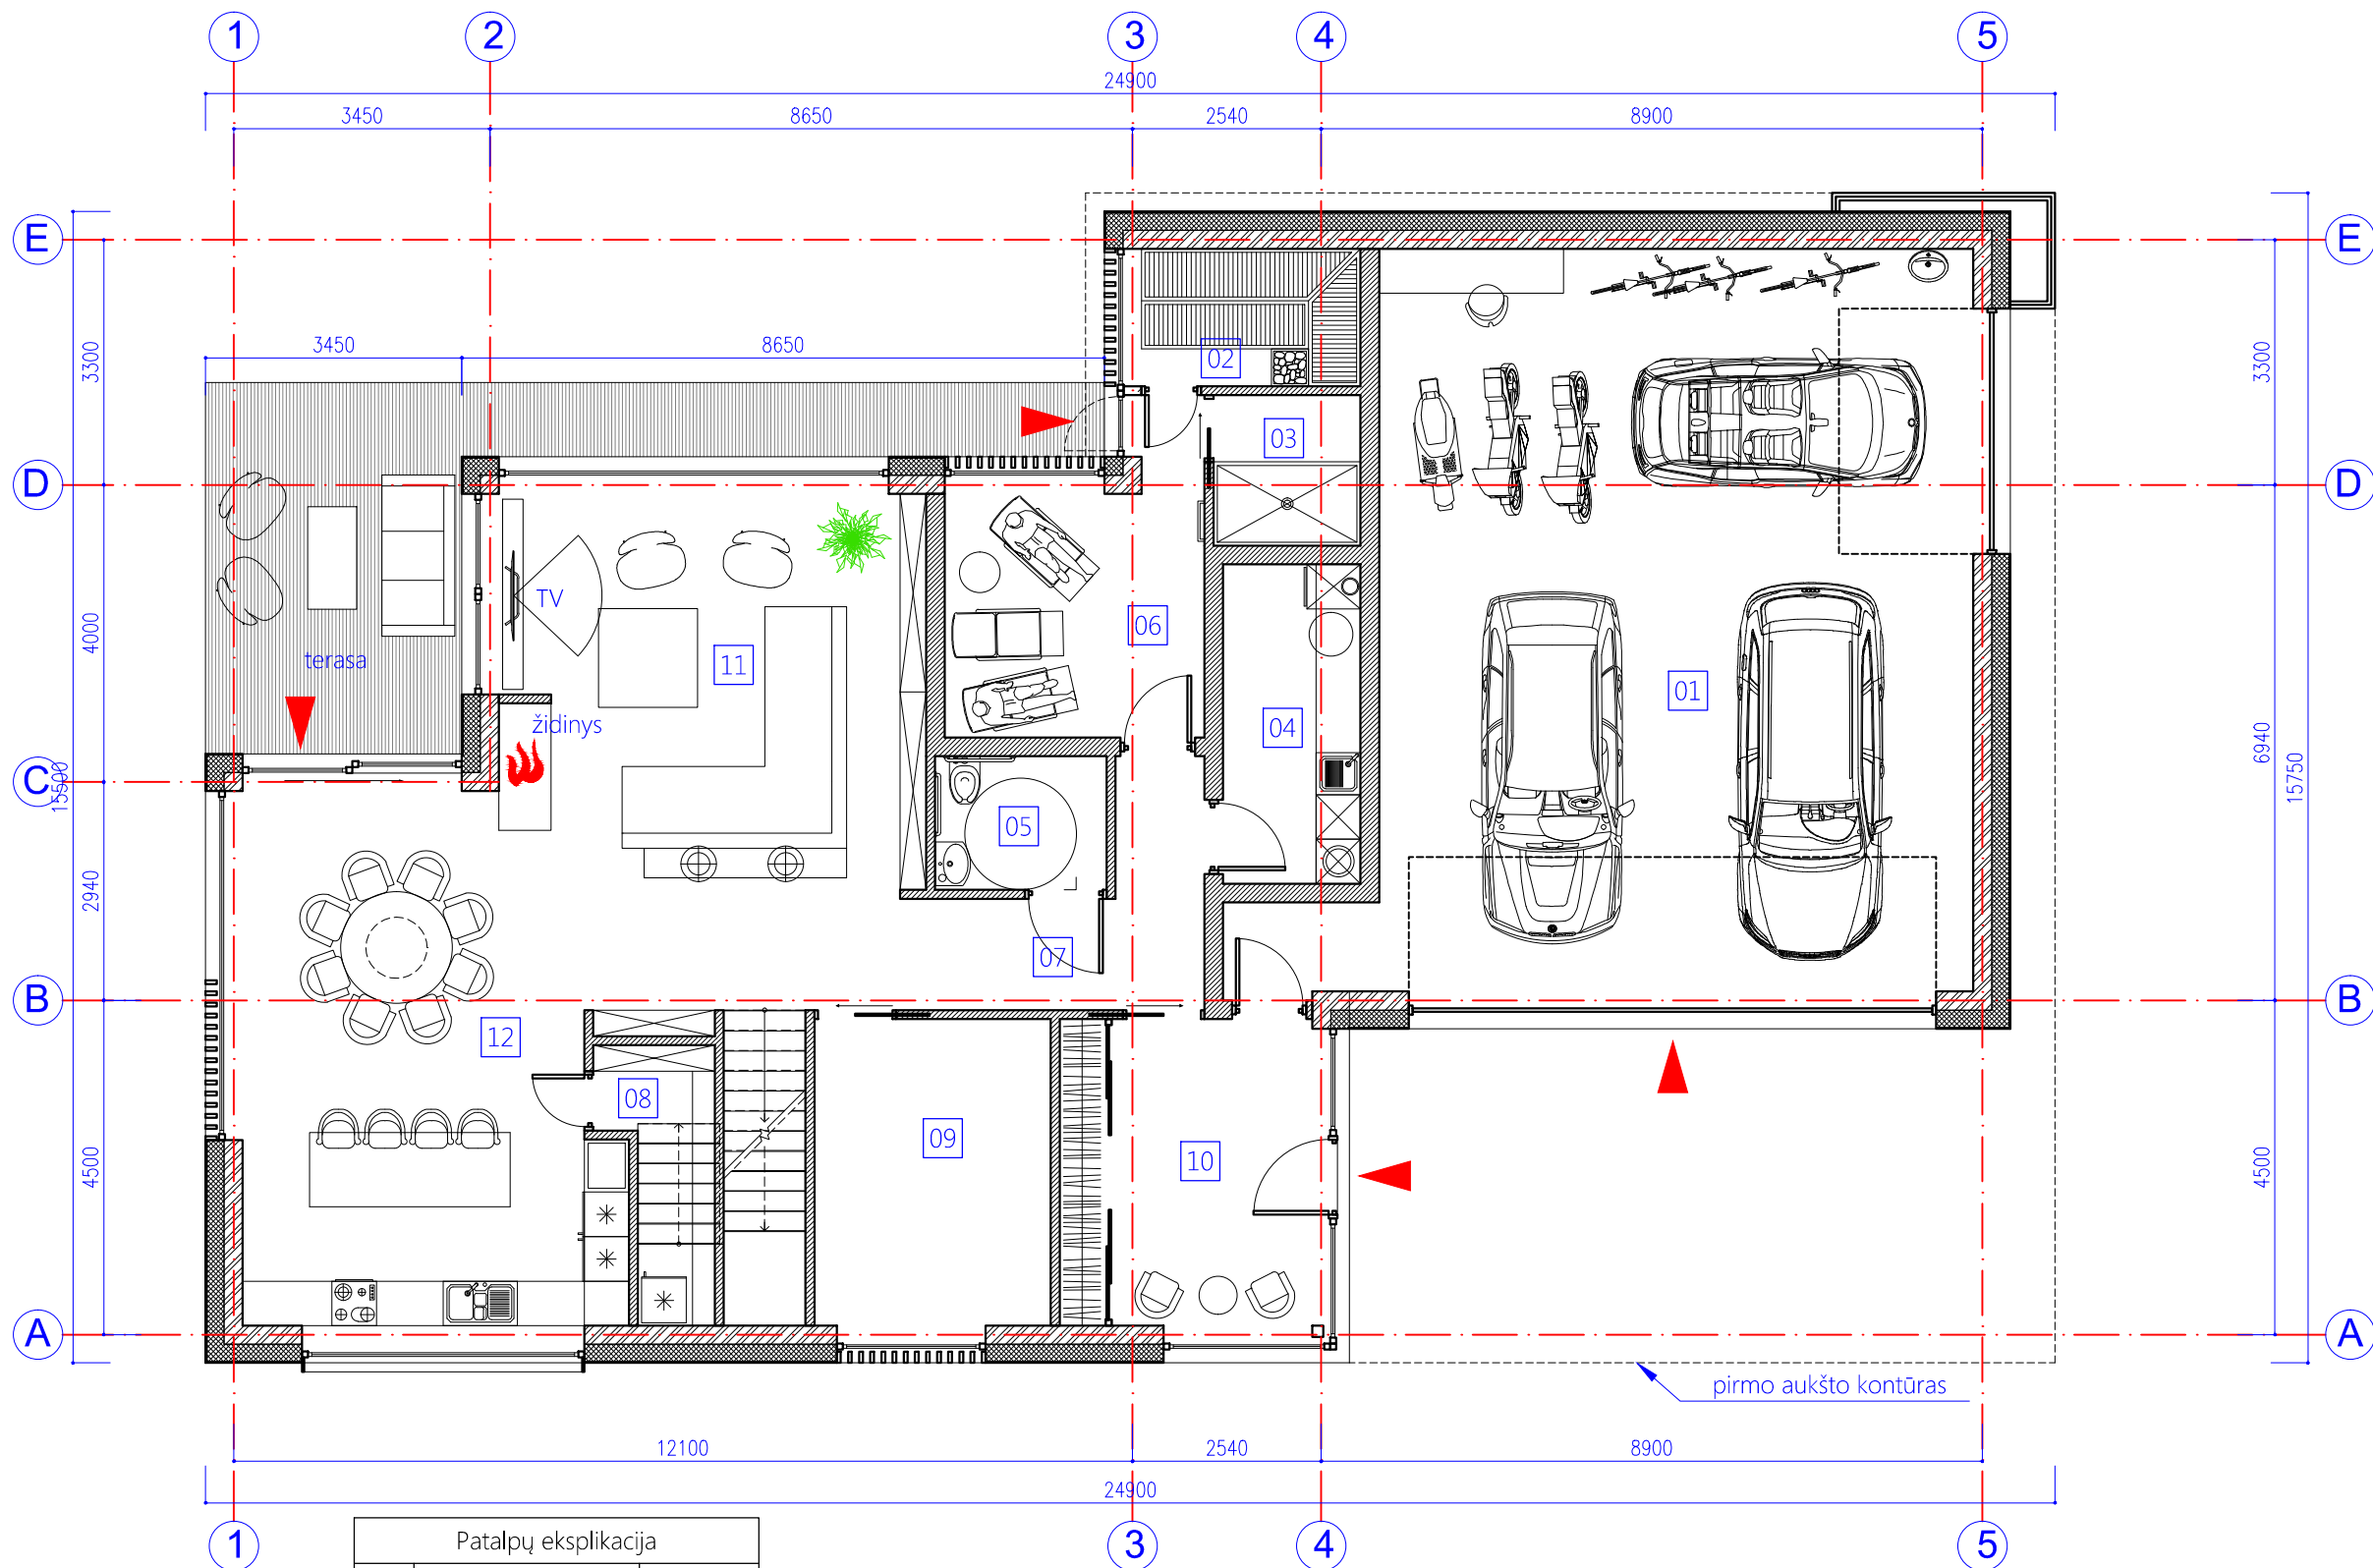 1 2 3 4 5
24900
3450 8650 2540 8900
E E
3450 8650
3300 3300
02
03
D D
TV
4000
06
terasa
11
01
židinys
04
6940
C
15500
15750
05
2940
07
B B
12
08
09
10
4500 4500
A A
pirmo aukšto kontūras
12100 2540 8900
24900
Patalpų eksplikacija
1 3 4 5